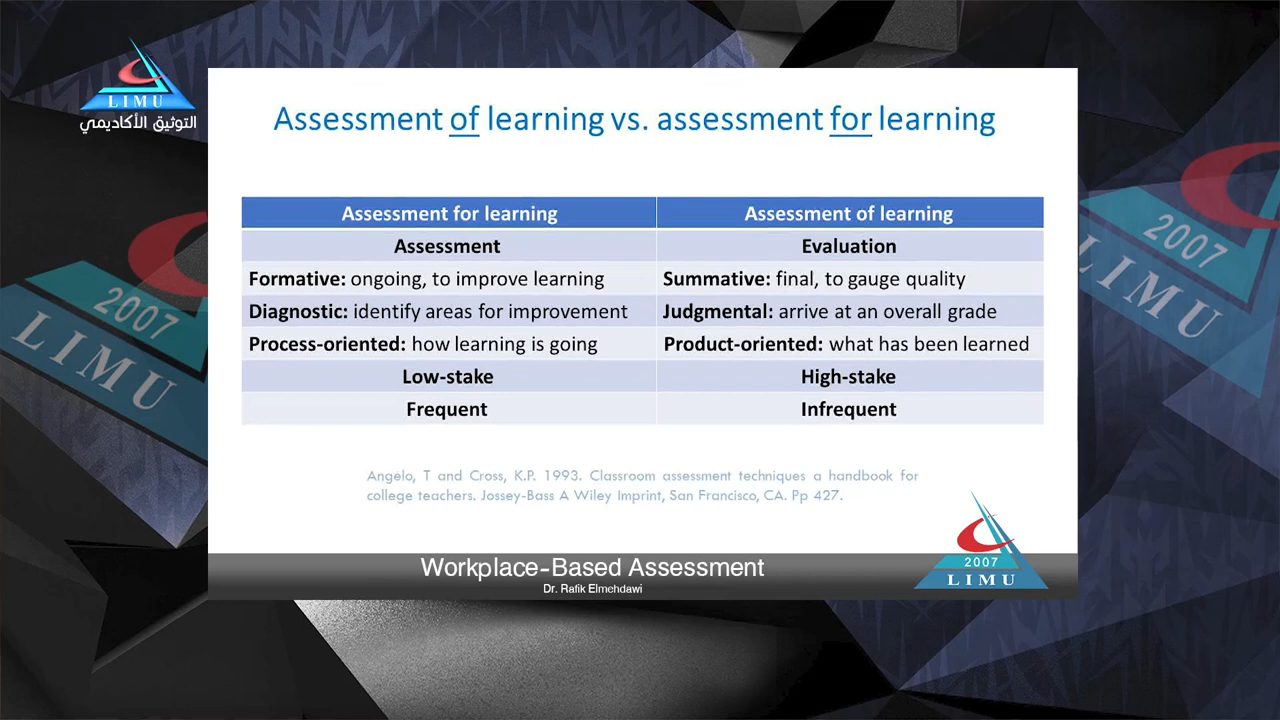 LIMU
التوثيق الأكاديمي
Assessment of learning vs. assessment for learning
Assessment for learning
Assessment of learning
Assessment
Evaluation
Formative: ongoing, to improve learning
Summative: final, to gauge quality
Diagnostic: identify areas for improvement
Judgmental: arrive at an overall grade
Process-oriented: how learning is going
Product-oriented: what has been learned
Low-stake
High-stake
Frequent
Infrequent
Angelo, T and Cross, K.P. 1993. Classroom assessment techniques a handbook for
college teachers. Jossey-Bass A Wiley Imprint, San Francisco, CA. Pp 427.
Workplace-Based Assessment
Dr. Rafik Elmehdawi
2007
LIMU
2007
LIMU
2007
LIMU